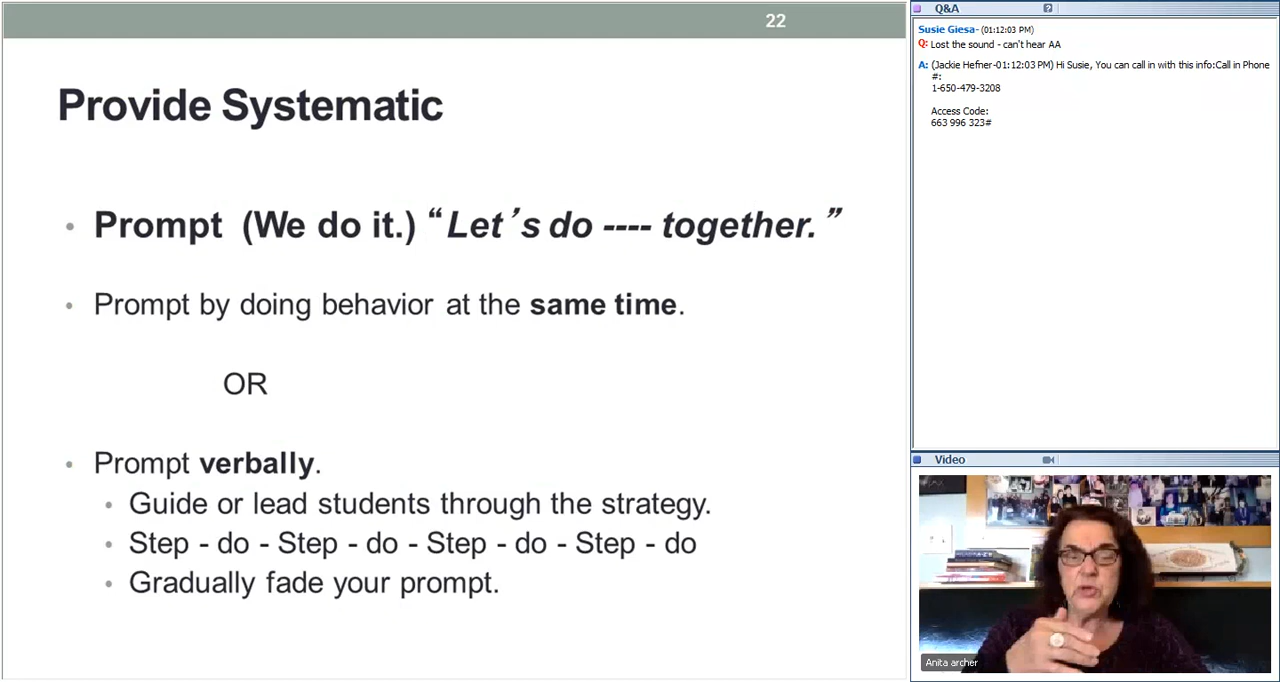 22
Provide Systematic
• Prompt (We do it.) “Let’s do ---- together.”
• Prompt by doing behavior at the same time.
OR
• Prompt verbally.
• Guide or lead students through the strategy.
• Step - do - Step - do - Step - do - Step - do
• Gradually fade your prompt.
Q&A
?
Susie Giesa- (01:12:03 PM)
Q: Lost the sound - can't hear AA
A: (Jackie Hefner-01:12:03 PM) Hi Susie, You can call in with this info:Call in Phone
#:
1-650-479-3208
Access Code:
663 996 323#
Video
Anita archer